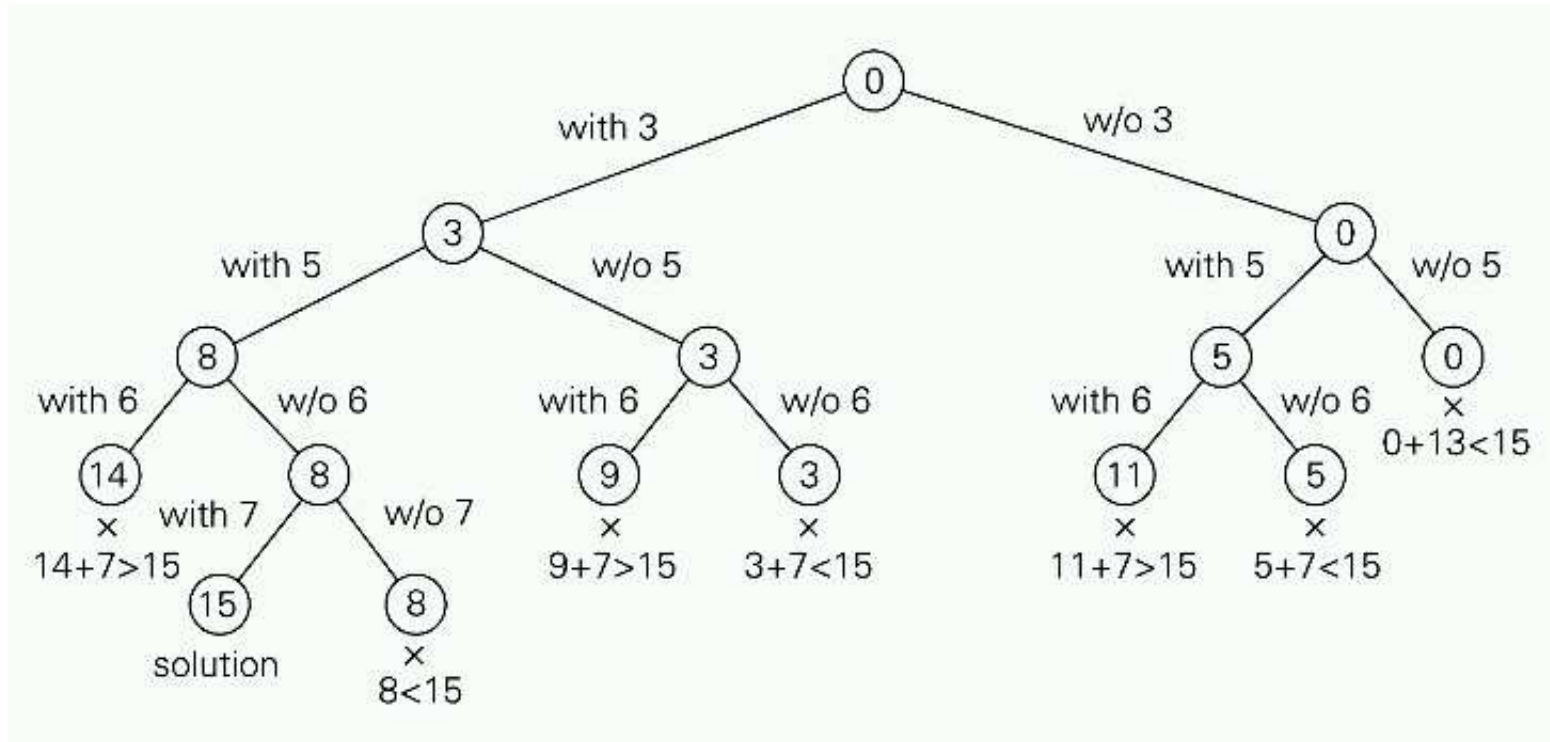 0
with 3
w/o 3
3
0
with 5
w/o 5
with 5
w/o 5
8
3
5
0
with 6
w/o 6
with 6
w/o 6
with 6
w/o 6
×
0+13<15
14
8
9
3
11
5
×
with 7
w/o 7
×
×
×
×
14+7>15
9+7>15
3+7<15
11+7>15
5+7<15
15
8
solution
×
8<15